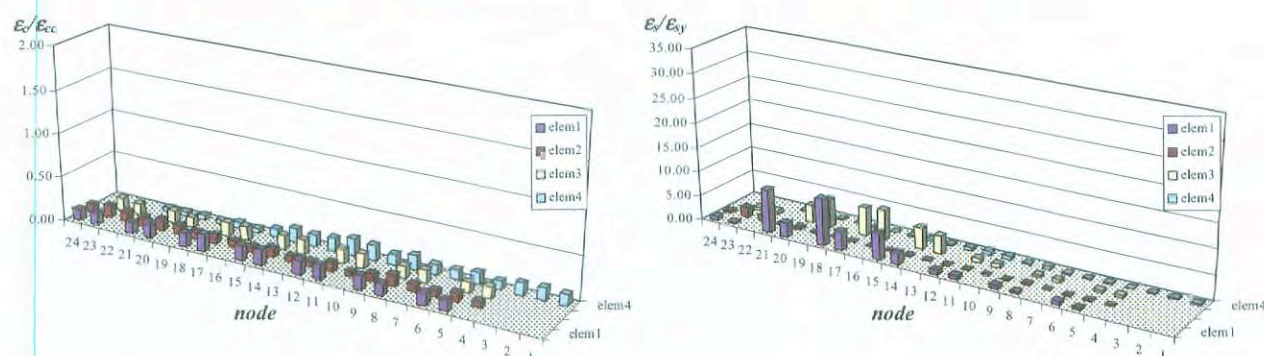 εc/εcc
2.00
1.50
1.00
0.50
0.00
elem1
elem2
elem3
elem4
24 23 22 21 20 19 18 17 16 15 14 13 12 11 10 9 8 7 6 5 4 3 2 1
node
elem4
elem1
εs/εsy
35.00
30.00
25.00
20.00
15.00
10.00
5.00
0.00
elem1
elem2
elem3
elem4
24 23 22 21 20 19 18 17 16 15 14 13 12 11 10 9 8 7 6 5 4 3 2 1
node
elem4
elem1